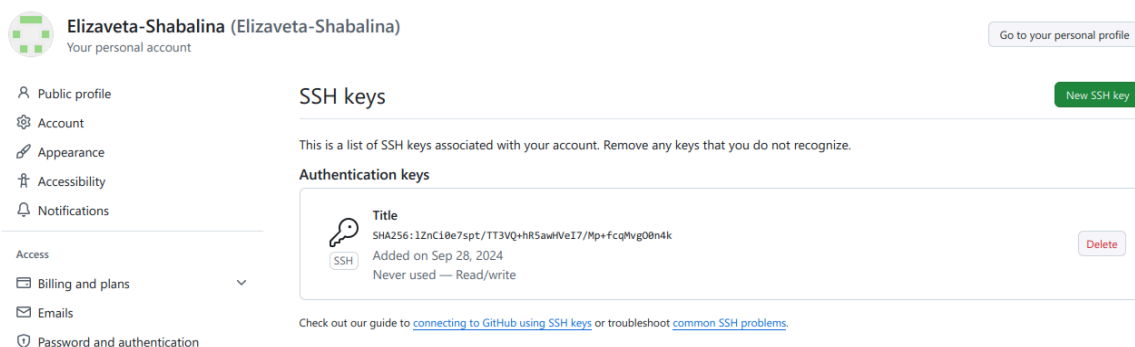 Elizaveta-Shabalina (Elizaveta-Shabalina)
Your personal account
Go to your personal profile
Public profile
Account
Appearance
Accessibility
Notifications
Access
Billing and plans
Emails
Password and authentication
SSH keys
New SSH key
This is a list of SSH keys associated with your account. Remove any keys that you do not recognize.
Authentication keys
Title
SHA256:lZnCi0e7spt/TT3VQ+hR5awHVeI7/Mp+fcqMvgO0n4k
SSH
Added on Sep 28, 2024
Never used — Read/write
Delete
Check out our guide to connecting to GitHub using SSH keys or troubleshoot common SSH problems.